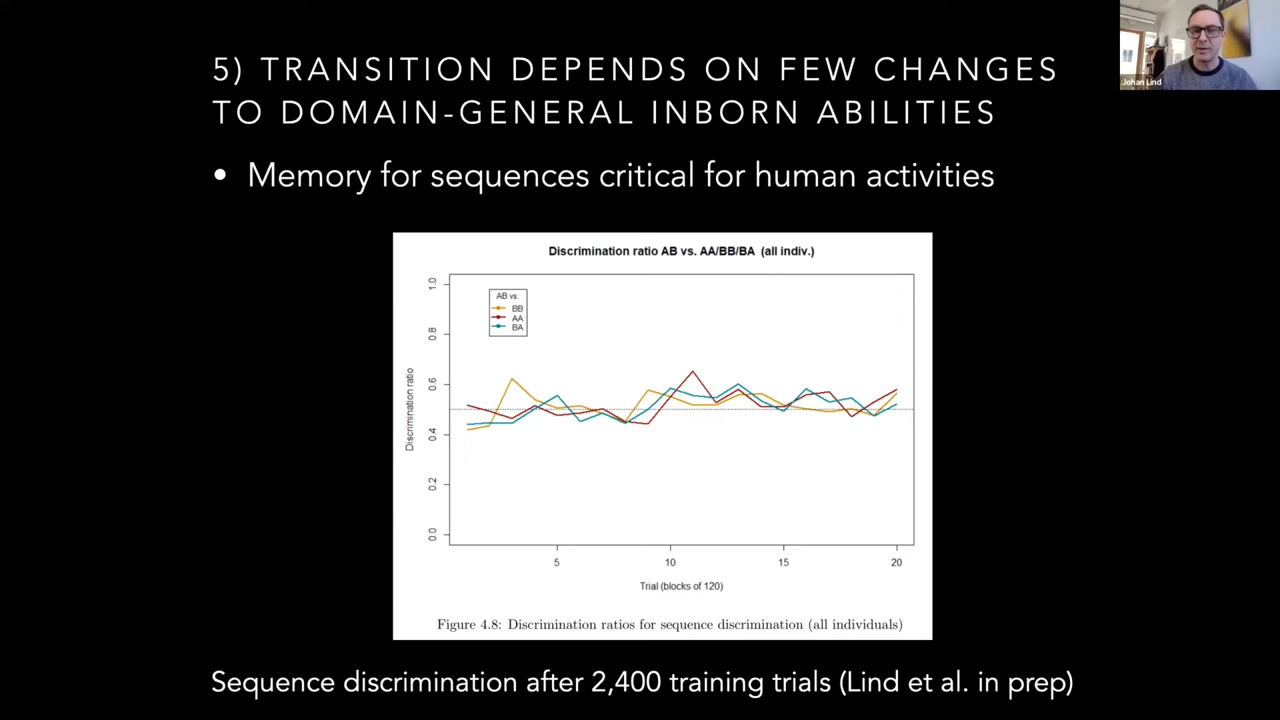 5) TRANSITION DEPENDS ON FEW CHANGES
TO DOMAIN-GENERAL INBORN ABILITIES
• Memory for sequences critical for human activities
Johan Lind
Discrimination ratio AB vs. AA/BB/BA (all indiv.)
AB vs:
BB
AA
BA
1.0
0.8
0.6
0.4
0.2
0.0
Discrimination ratio
5 10 15 20
Trial (blocks of 120)
Figure 4.8: Discrimination ratios for sequence discrimination (all individuals)
Sequence discrimination after 2,400 training trials (Lind et al. in prep)